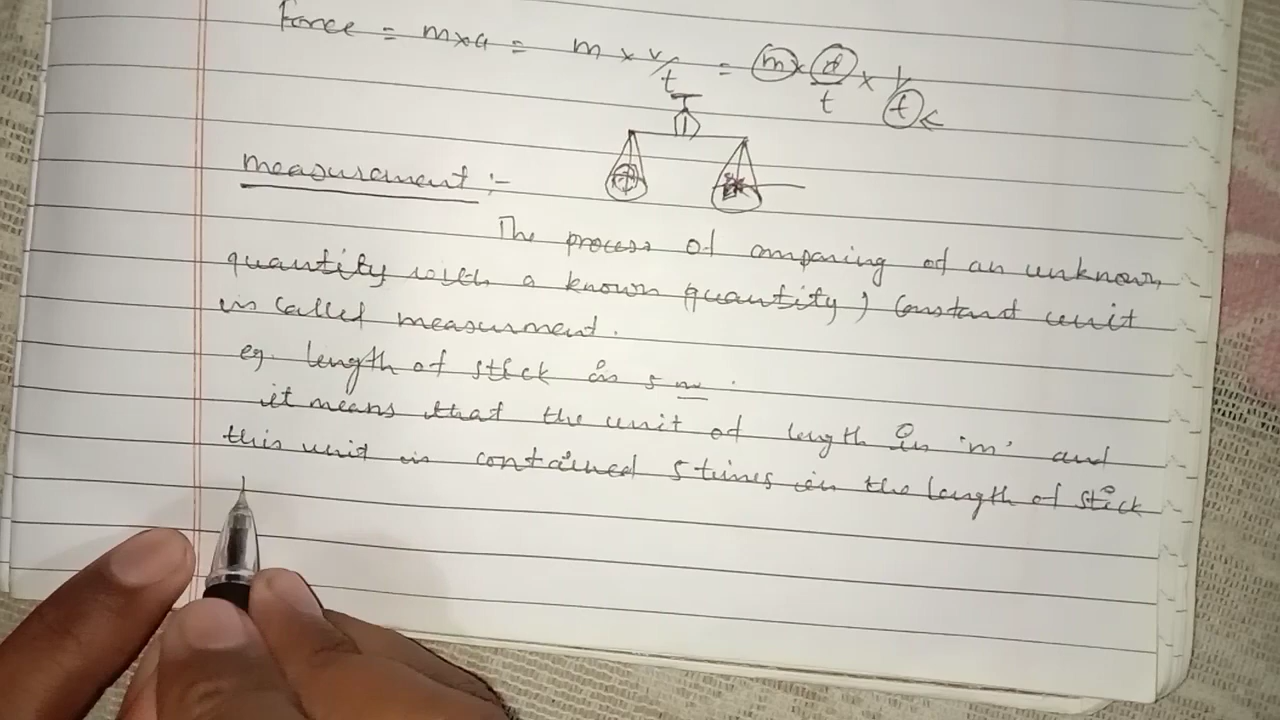 Force = m×a = m × v/t = m × d/t × 1/t
measurement :-
The process of comparing of an unknown
quantity with a known quantity / constant unit
is called measurment.
eg. length of stick is 5 m.
it means that the unit of length is 'm' and
this unit is contained 5 times in the length of stick